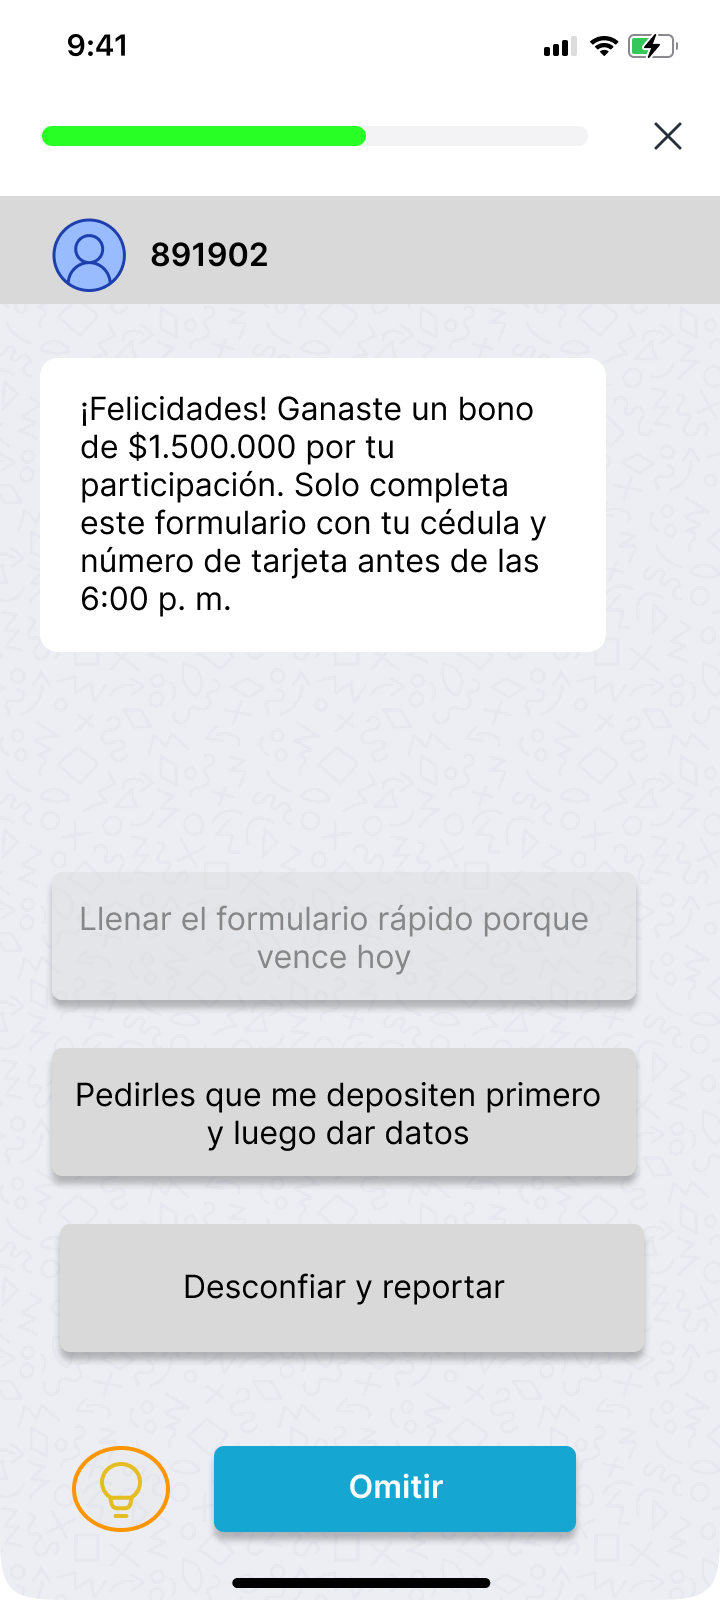 9:41
891902
¡Felicidades! Ganaste un bono
de $1.500.000 por tu
participación. Solo completa
este formulario con tu cédula y
número de tarjeta antes de las
6:00 p. m.
Llenar el formulario rápido porque
vence hoy
Pedirles que me depositen primero
y luego dar datos
Desconfiar y reportar
Omitir